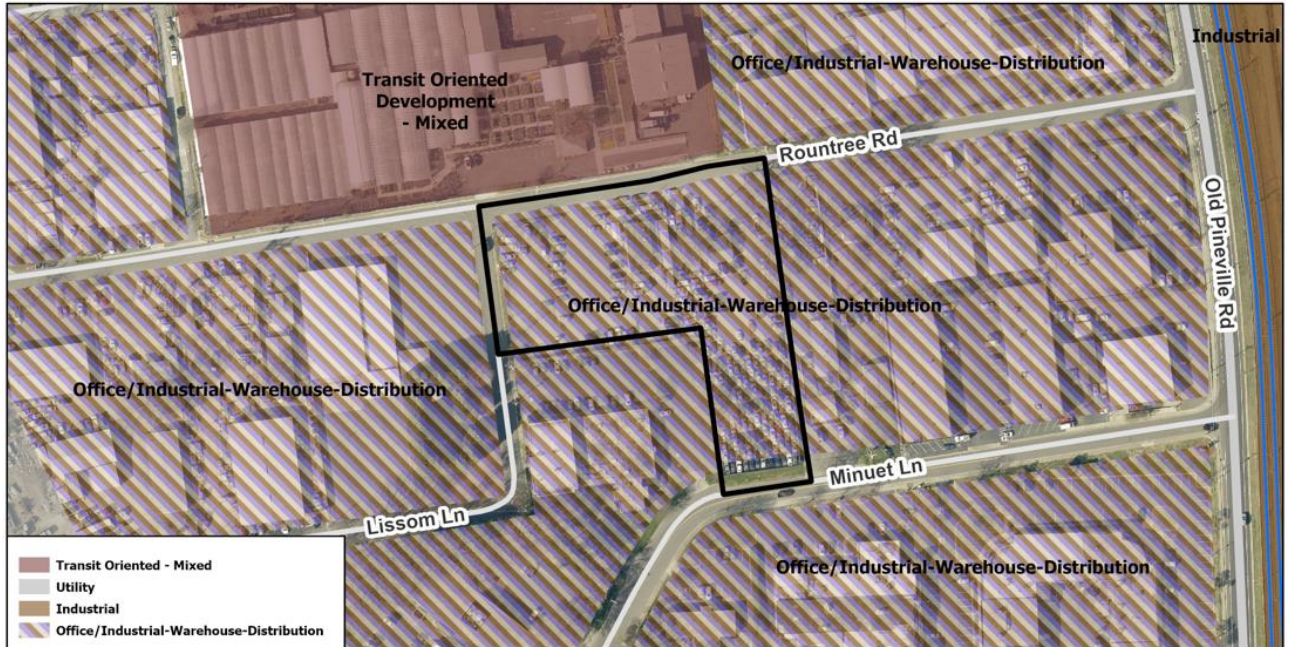 Industrial
Office/Industrial-Warehouse-Distribution
Transit Oriented
Development
- Mixed
Rountree Rd
Old Pineville Rd
Office/Industrial-Warehouse-Distribution
Office/Industrial-Warehouse-Distribution
Minuet Ln
Lissom Ln
Office/Industrial-Warehouse-Distribution
Transit Oriented - Mixed
Utility
Industrial
Office/Industrial-Warehouse-Distribution